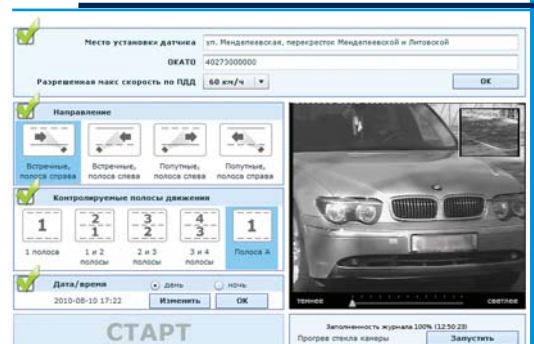 Место установки датчика ул. Менделеевская, перекресток Менделеевской и Литовской
ОКАТО 40273000000
Разрешенная макс скорость по ПДД 60 км/ч OK
Направление
Встречные, полоса справа
Встречные, полоса слева
Попутные, полоса слева
Попутные, полоса справа
Контролируемые полосы движения
1
2 1
3 2
4 3
1
1 полоса
1 и 2 полосы
2 и 3 полосы
3 и 4 полосы
Полоса А
Дата/время день ночь
2010-08-10 17:22 Изменить OK
СТАРТ
темнее светлее
Заполненность журнала 100% (12:50:23)
Прогрев стекла камеры Запустить